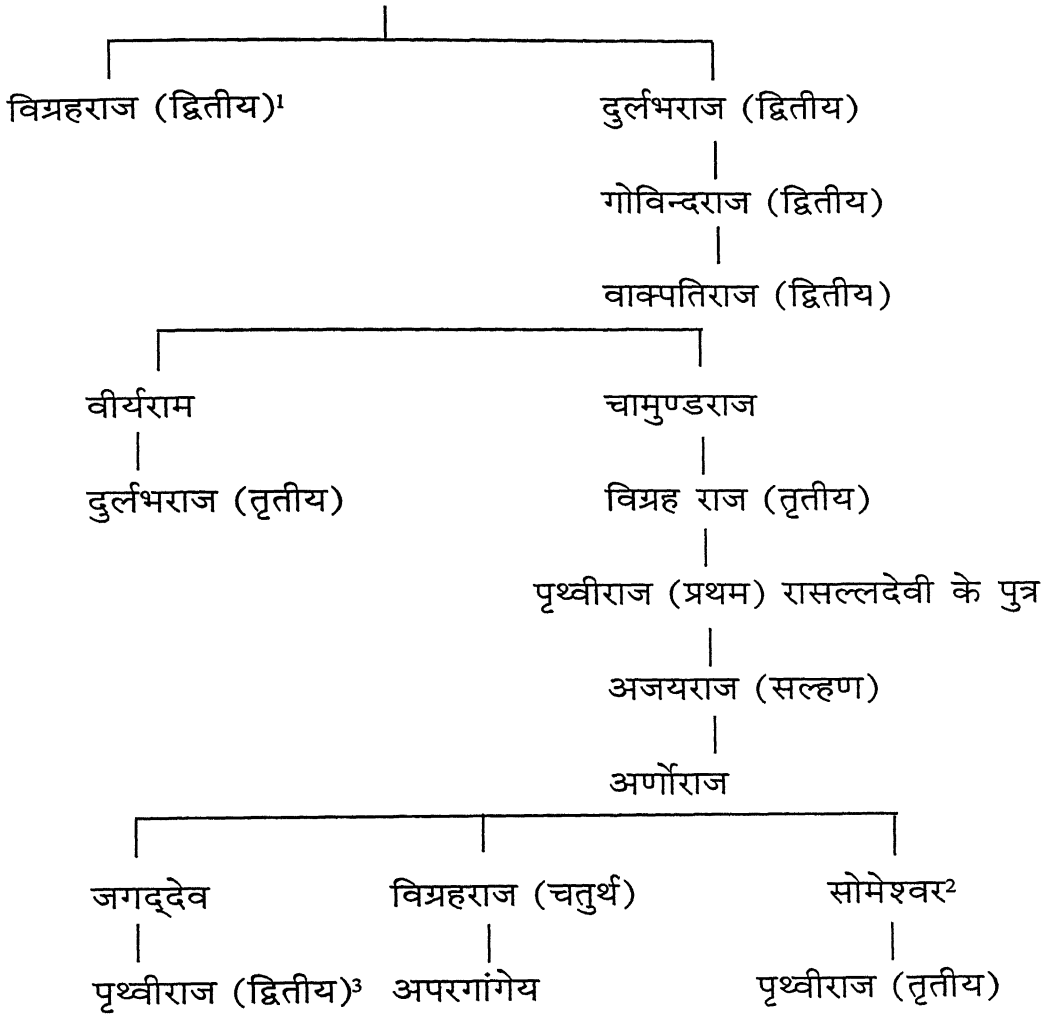 विग्रहराज (द्वितीय)¹ दुर्लभराज (द्वितीय)
गोविन्दराज (द्वितीय)
वाक्पतिराज (द्वितीय)
वीर्यराम चामुण्डराज
दुर्लभराज (तृतीय) विग्रह राज (तृतीय)
पृथ्वीराज (प्रथम) रासल्लदेवी के पुत्र
अजयराज (सल्हण)
अर्णोराज
जगद्देव विग्रहराज (चतुर्थ) सोमेश्वर²
पृथ्वीराज (द्वितीय)³ अपरगांगेय पृथ्वीराज (तृतीय)